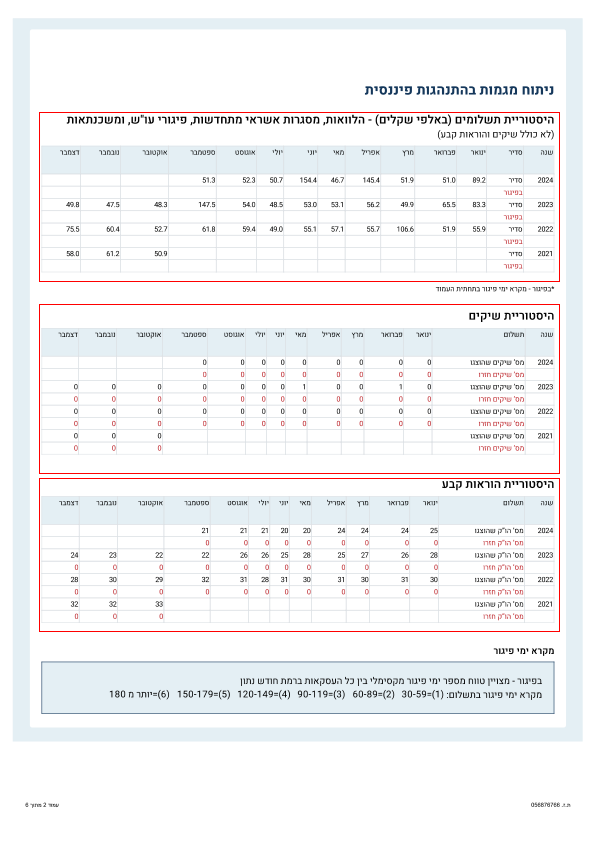 ניתוח מגמות בהתנהגות פיננסית
היסטוריית תשלומים (באלפי שקלים) - הלוואות, מסגרות אשראי מתחדשות, פיגורי עו"ש, ומשכנתאות
(לא כולל שיקים והוראות קבע)
שנה סדיר ינואר פברואר מרץ אפריל מאי יוני יולי אוגוסט ספטמבר אוקטובר נובמבר דצמבר
2024 סדיר 89.2 51.0 51.9 145.4 46.7 154.4 50.7 52.3 51.3
בפיגור
2023 סדיר 83.3 65.5 49.9 56.2 53.1 53.0 48.5 54.0 147.5 48.3 47.5 49.8
בפיגור
2022 סדיר 55.9 51.9 106.6 55.7 57.1 55.1 49.0 59.4 61.8 52.7 60.4 75.5
בפיגור
2021 סדיר 50.9 61.2 58.0
בפיגור
*בפיגור - מקרא ימי פיגור בתחתית העמוד
היסטוריית שיקים
שנה תשלום ינואר פברואר מרץ אפריל מאי יוני יולי אוגוסט ספטמבר אוקטובר נובמבר דצמבר
2024 מס' שיקים שהוצגו 0 0 0 0 0 0 0 0 0
מס' שיקים חזרו 0 0 0 0 0 0 0 0 0
2023 מס' שיקים שהוצגו 0 1 0 0 1 0 0 0 0 0 0 0
מס' שיקים חזרו 0 0 0 0 0 0 0 0 0 0 0 0
2022 מס' שיקים שהוצגו 0 0 0 0 0 0 0 0 0 0 0 0
מס' שיקים חזרו 0 0 0 0 0 0 0 0 0 0 0 0
2021 מס' שיקים שהוצגו 0 0 0
מס' שיקים חזרו 0 0 0
היסטוריית הוראות קבע
שנה תשלום ינואר פברואר מרץ אפריל מאי יוני יולי אוגוסט ספטמבר אוקטובר נובמבר דצמבר
2024 מס' הו"ק שהוצגו 25 24 24 24 20 20 21 21 21
מס' הו"ק חזרו 0 0 0 0 0 0 0 0 0
2023 מס' הו"ק שהוצגו 28 26 27 25 28 25 26 26 22 22 23 24
מס' הו"ק חזרו 0 0 0 0 0 0 0 0 0 0 0 0
2022 מס' הו"ק שהוצגו 30 31 30 31 30 31 28 31 32 29 30 28
מס' הו"ק חזרו 0 0 0 0 0 0 0 0 0 0 0 0
2021 מס' הו"ק שהוצגו 33 32 32
מס' הו"ק חזרו 0 0 0
מקרא ימי פיגור
בפיגור - מצויין טווח מספר ימי פיגור מקסימלי בין כל העסקאות ברמת חודש נתון
מקרא ימי פיגור בתשלום: (1)=30-59 (2)=60-89 (3)=90-119 (4)=120-149 (5)=150-179 (6)=יותר מ 180
ת.ז. 056876766
עמוד 2 מתוך 6